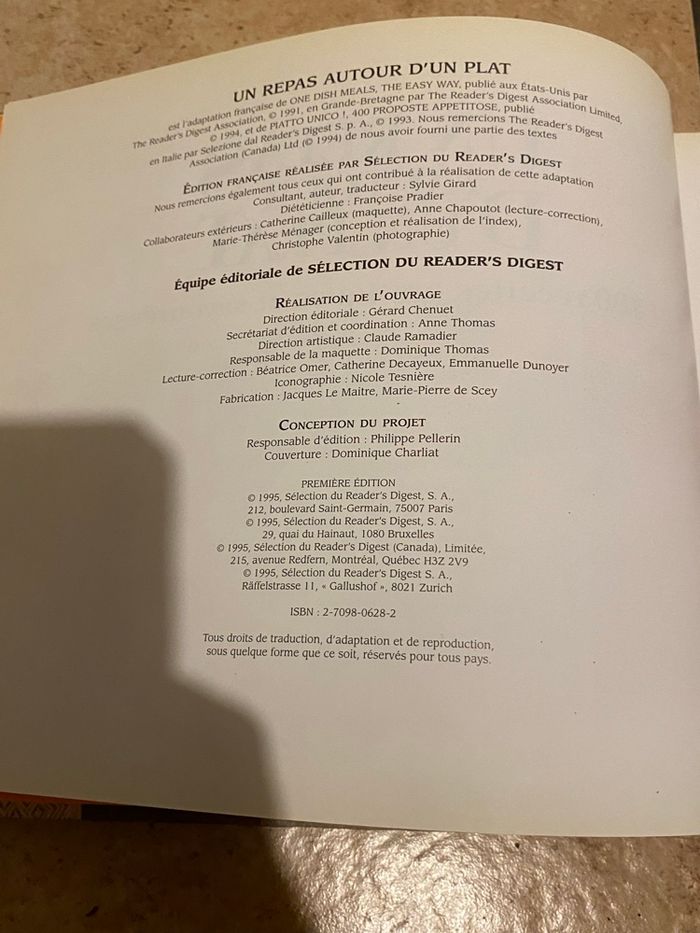 UN REPAS AUTOUR D'UN PLAT
est l'adaptation française de ONE DISH MEALS, THE EASY WAY, publié aux États-Unis par
The Reader's Digest Association, © 1991, en Grande-Bretagne par The Reader's Digest Association Limited,
© 1994, et de PIATTO UNICO !, 400 PROPOSTE APPETITOSE, publié
en Italie par Selezione dal Reader's Digest S. p. A., © 1993. Nous remercions The Reader's Digest
Association (Canada) Ltd (© 1994) de nous avoir fourni une partie des textes
ÉDITION FRANÇAISE RÉALISÉE PAR SÉLECTION DU READER'S DIGEST
Nous remercions également tous ceux qui ont contribué à la réalisation de cette adaptation
Consultant, auteur, traducteur : Sylvie Girard
Diététicienne : Françoise Pradier
Collaborateurs extérieurs : Catherine Cailleux (maquette), Anne Chapoutot (lecture-correction),
Marie-Thérèse Ménager (conception et réalisation de l'index),
Christophe Valentin (photographie)
Équipe éditoriale de SÉLECTION DU READER'S DIGEST
RÉALISATION DE L'OUVRAGE
Direction éditoriale : Gérard Chenuet
Secrétariat d'édition et coordination : Anne Thomas
Direction artistique : Claude Ramadier
Responsable de la maquette : Dominique Thomas
Lecture-correction : Béatrice Omer, Catherine Decayeux, Emmanuelle Dunoyer
Iconographie : Nicole Tesnière
Fabrication : Jacques Le Maitre, Marie-Pierre de Scey
CONCEPTION DU PROJET
Responsable d'édition : Philippe Pellerin
Couverture : Dominique Charliat
PREMIÈRE ÉDITION
© 1995, Sélection du Reader's Digest, S. A.,
212, boulevard Saint-Germain, 75007 Paris
© 1995, Sélection du Reader's Digest, S. A.,
29, quai du Hainaut, 1080 Bruxelles
© 1995, Sélection du Reader's Digest (Canada), Limitée,
215, avenue Redfern, Montréal, Québec H3Z 2V9
© 1995, Sélection du Reader's Digest S. A.,
Räffelstrasse 11, « Gallushof », 8021 Zurich
ISBN : 2-7098-0628-2
Tous droits de traduction, d'adaptation et de reproduction,
sous quelque forme que ce soit, réservés pour tous pays.